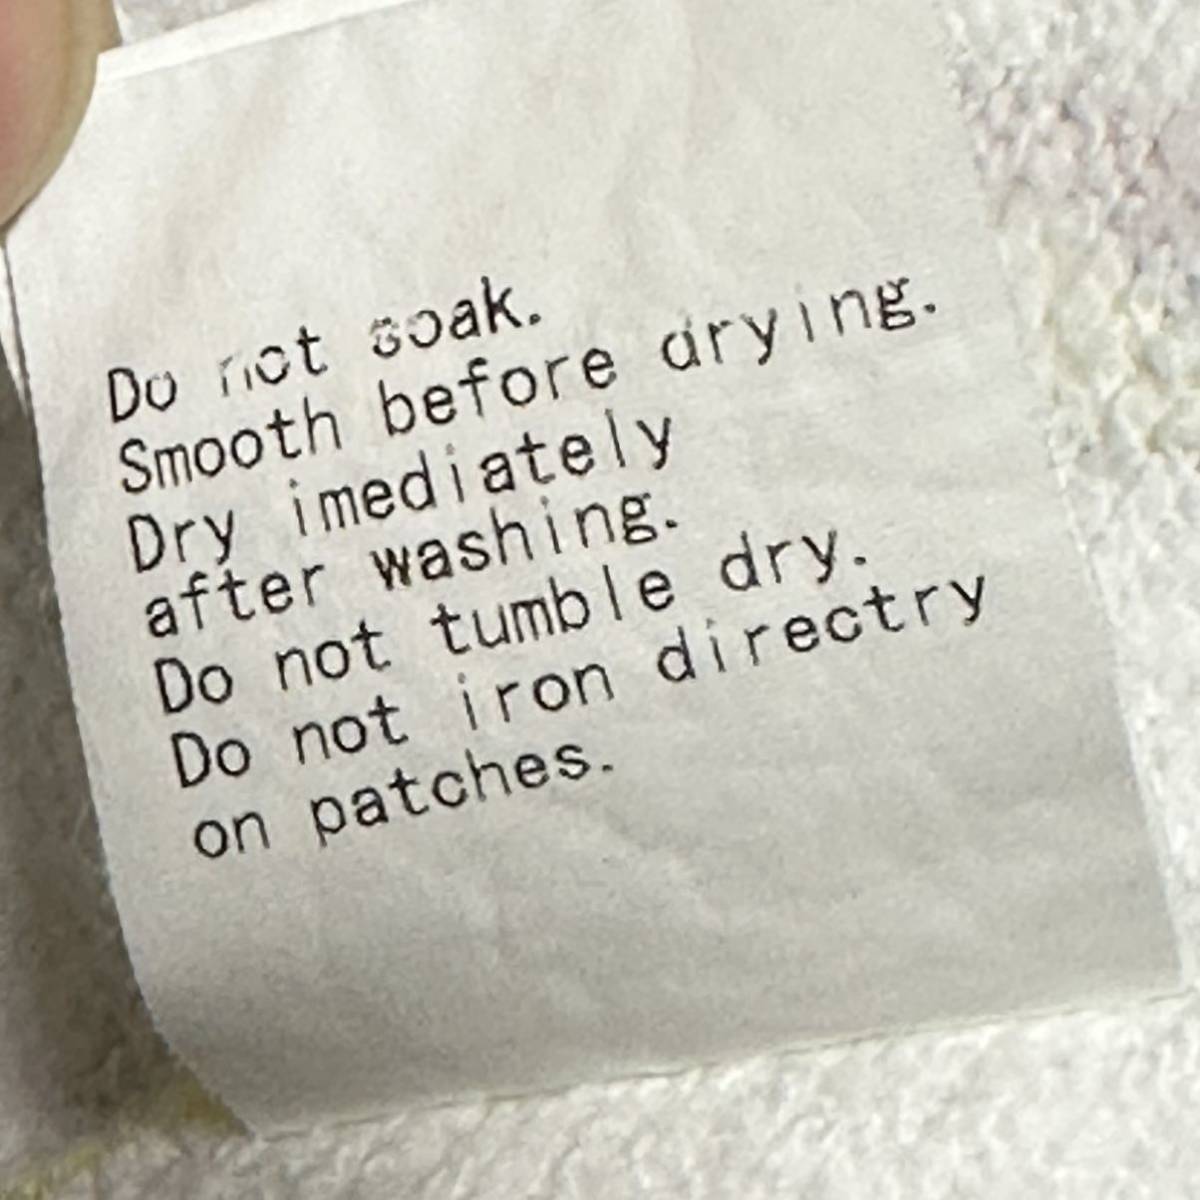 Do not soak.
Smooth before drying.
Dry imediately
after washing.
Do not tumble dry.
Do not iron directry
on patches.